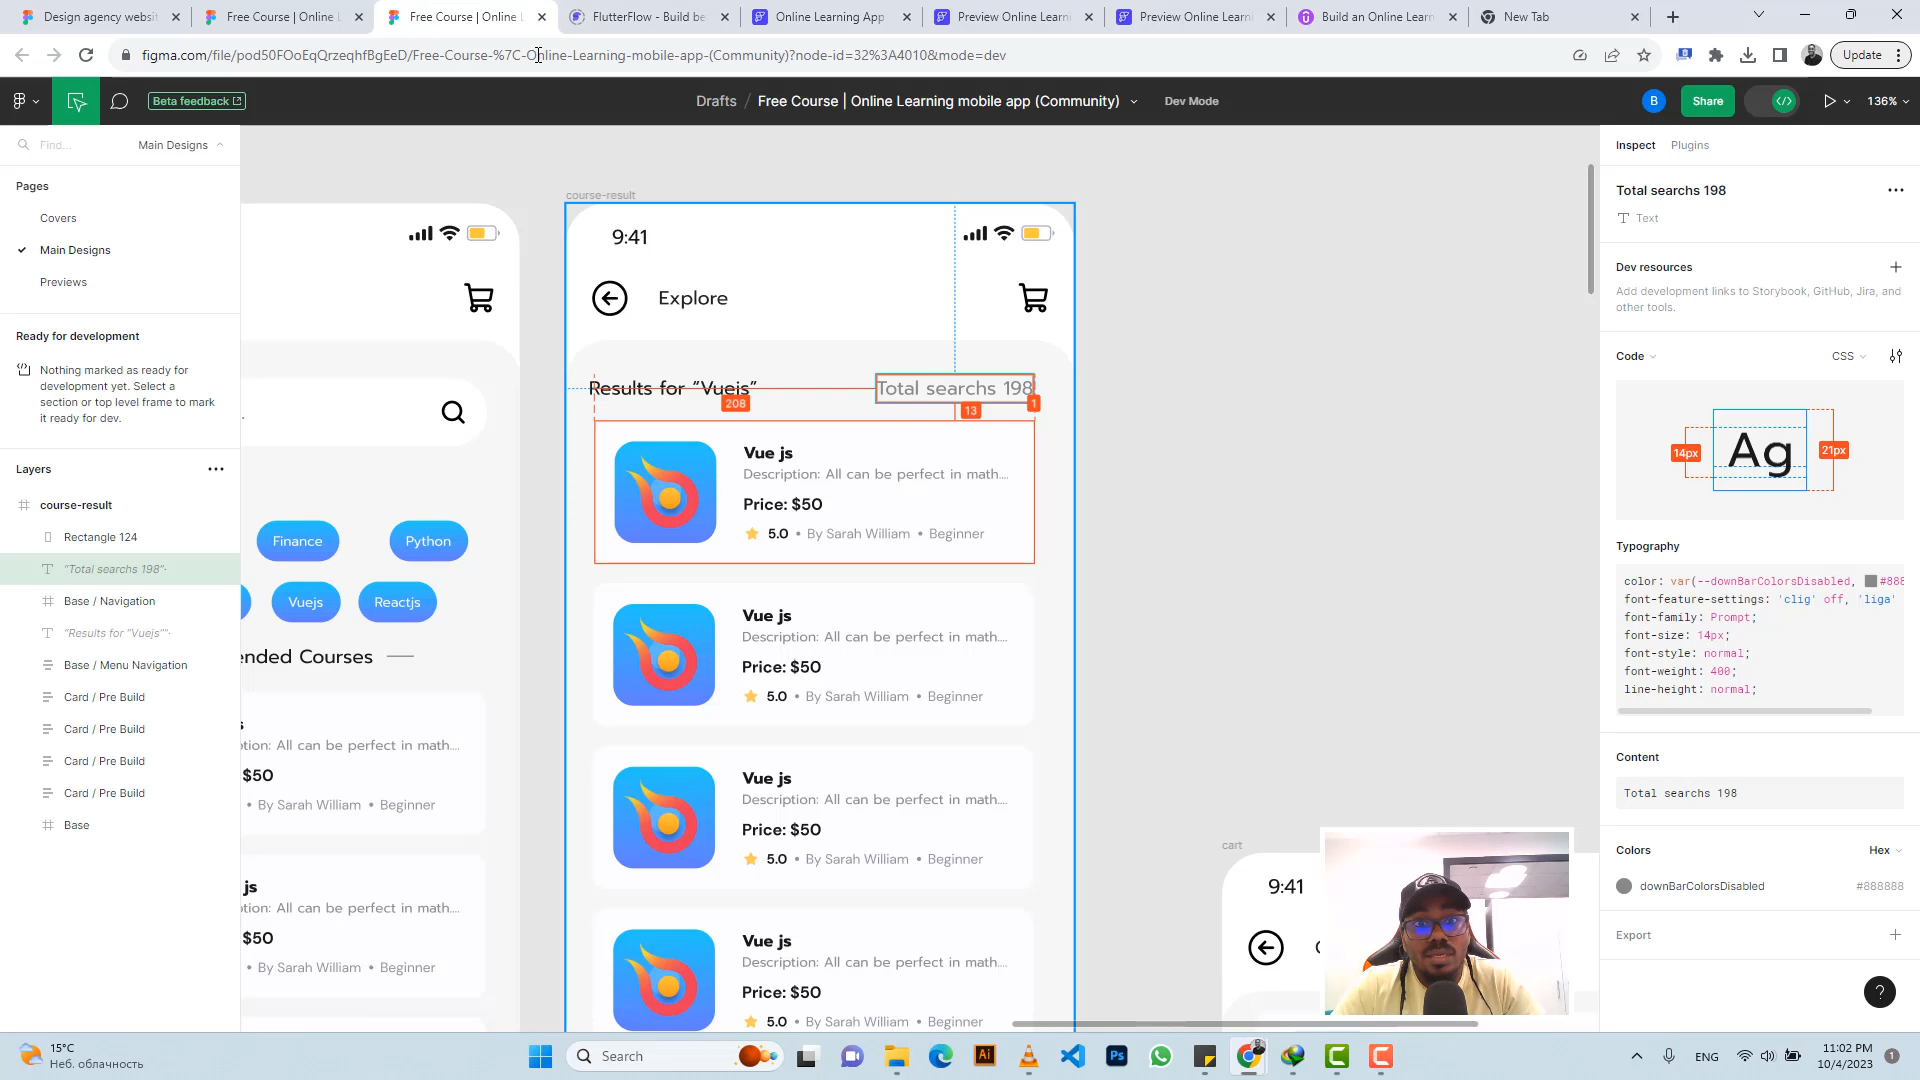 Design agency websit
Free Course | Online L
Free Course | Online L
FlutterFlow - Build be
Online Learning App
Preview Online Learni
Preview Online Learni
Build an Online Learn
New Tab
figma.com/file/pod50FOoEqQrzeqhfBgEeD/Free-Course-%7C-Online-Learning-mobile-app-(Community)?node-id=32%3A4010&mode=dev
Update
Beta feedback
Drafts / Free Course | Online Learning mobile app (Community)
Dev Mode
B
Share
136%
Find...
Main Designs
Pages
Covers
Main Designs
Previews
Ready for development
Nothing marked as ready for
development yet. Select a
section or top level frame to mark
it ready for dev.
Layers
course-result
Rectangle 124
"Total searchs 198"·
Base / Navigation
"Results for "Vuejs""·
Base / Menu Navigation
Card / Pre Build
Card / Pre Build
Card / Pre Build
Card / Pre Build
Base
Finance
Python
Vuejs
Reactjs
ended Courses
s
otion: All can be perfect in math....
$50
• By Sarah William • Beginner
js
otion: All can be perfect in math....
$50
• By Sarah William • Beginner
course-result
9:41
Explore
Results for "Vuejs"
Total searchs 198
208
13
1
Vue js
Description: All can be perfect in math....
Price: $50
5.0 • By Sarah William • Beginner
Vue js
Description: All can be perfect in math....
Price: $50
5.0 • By Sarah William • Beginner
Vue js
Description: All can be perfect in math....
Price: $50
5.0 • By Sarah William • Beginner
Vue js
Description: All can be perfect in math....
Price: $50
5.0 • By Sarah William • Beginner
cart
9:41
Inspect
Plugins
Total searchs 198
Text
Dev resources
Add development links to Storybook, GitHub, Jira, and
other tools.
Code
CSS
14px
Ag
21px
Typography
color: var(--downBarColorsDisabled, #888
font-feature-settings: 'clig' off, 'liga'
font-family: Prompt;
font-size: 14px;
font-style: normal;
font-weight: 400;
line-height: normal;
Content
Total searchs 198
Colors
Hex
downBarColorsDisabled
#888888
Export
?
15°C
Неб. облачность
Search
Ai
Ps
ENG
11:02 PM
10/4/2023
1